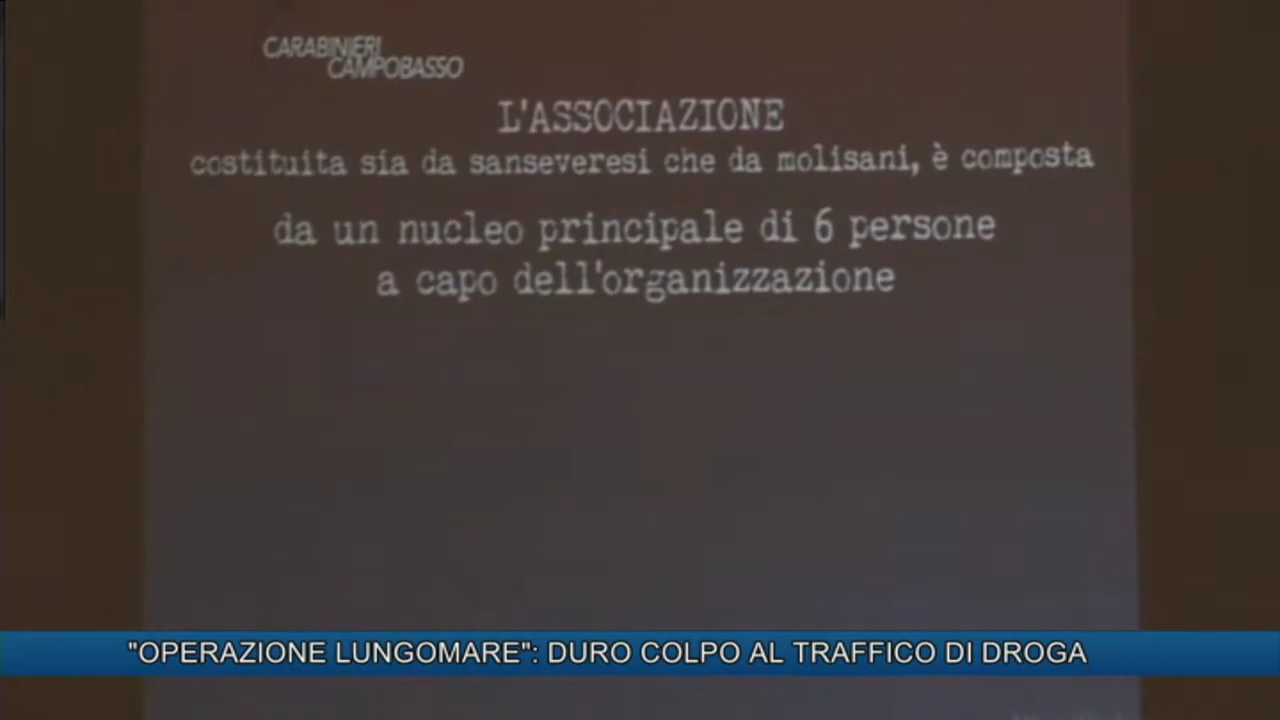 CARABINIERI
CAMPOBASSO
L'ASSOCIAZIONE
costituita sia da sanseveresi che da molisani, è composta
da un nucleo principale di 6 persone
a capo dell'organizzazione
"OPERAZIONE LUNGOMARE": DURO COLPO AL TRAFFICO DI DROGA